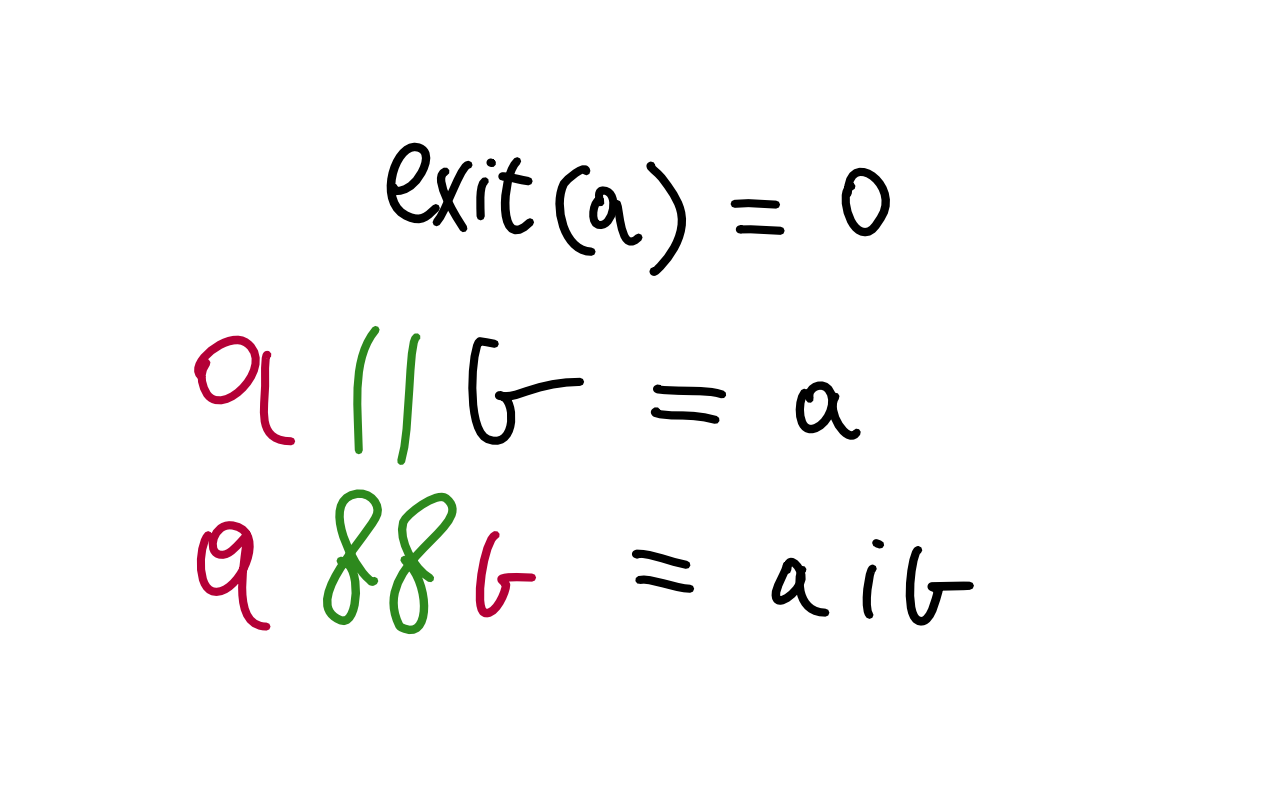 exit(a) = 0
a || b = a
a && b = a i b